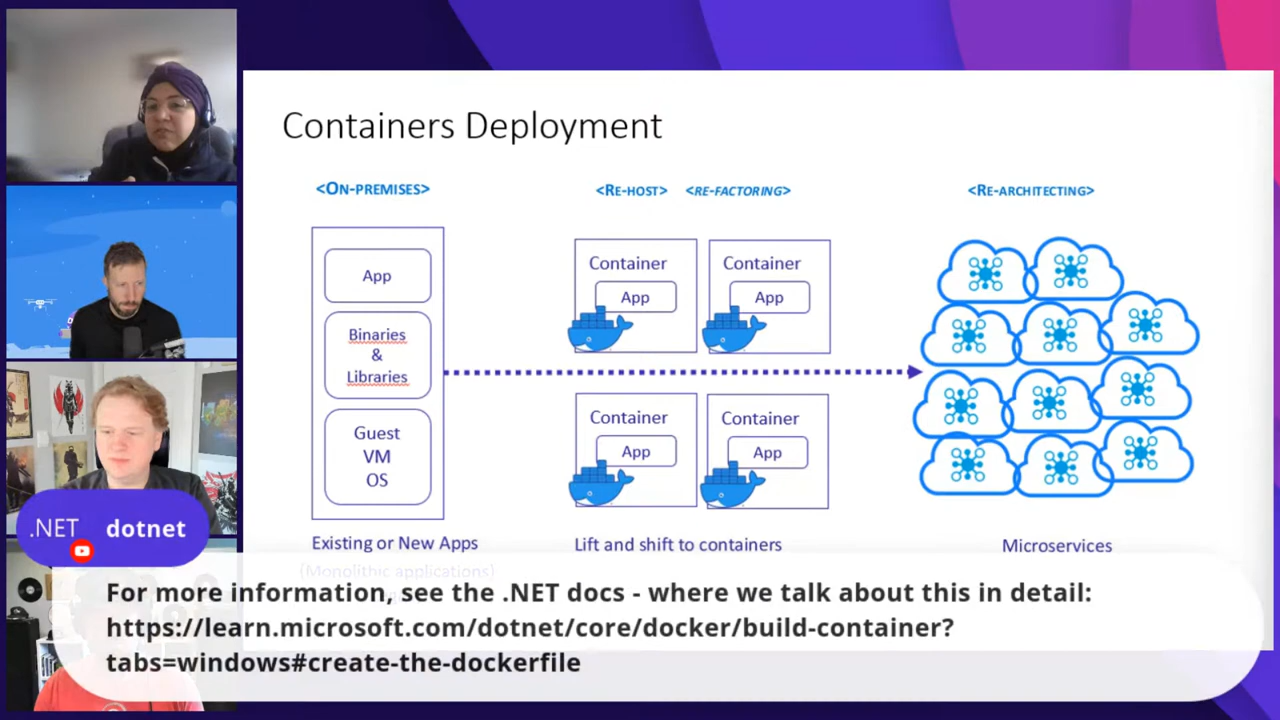 Containers Deployment
<ON-PREMISES>
<RE-HOST>
<RE-FACTORING>
<RE-ARCHITECTING>
App
Binaries
&
Libraries
Guest
VM
OS
Container
App
Container
App
Container
App
Container
App
Existing or New Apps
(Monolithic applications)
Lift and shift to containers
Microservices
.NET
dotnet
For more information, see the .NET docs - where we talk about this in detail:
https://learn.microsoft.com/dotnet/core/docker/build-container?
tabs=windows#create-the-dockerfile